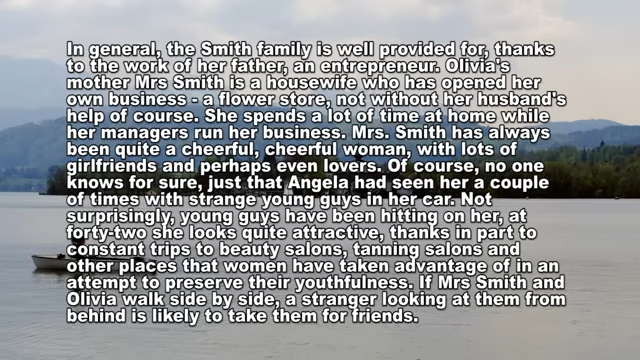 In general, the Smith family is well provided for, thanks
to the work of her father, an entrepreneur. Olivia's
mother Mrs Smith is a housewife who has opened her
own business - a flower store, not without her husband's
help of course. She spends a lot of time at home while
her managers run her business. Mrs. Smith has always
been quite a cheerful, cheerful woman, with lots of
girlfriends and perhaps even lovers. Of course, no one
knows for sure, just that Angela had seen her a couple
of times with strange young guys in her car. Not
surprisingly, young guys have been hitting on her, at
forty-two she looks quite attractive, thanks in part to
constant trips to beauty salons, tanning salons and
other places that women have taken advantage of in an
attempt to preserve their youthfulness. If Mrs Smith and
Olivia walk side by side, a stranger looking at them from
behind is likely to take them for friends.